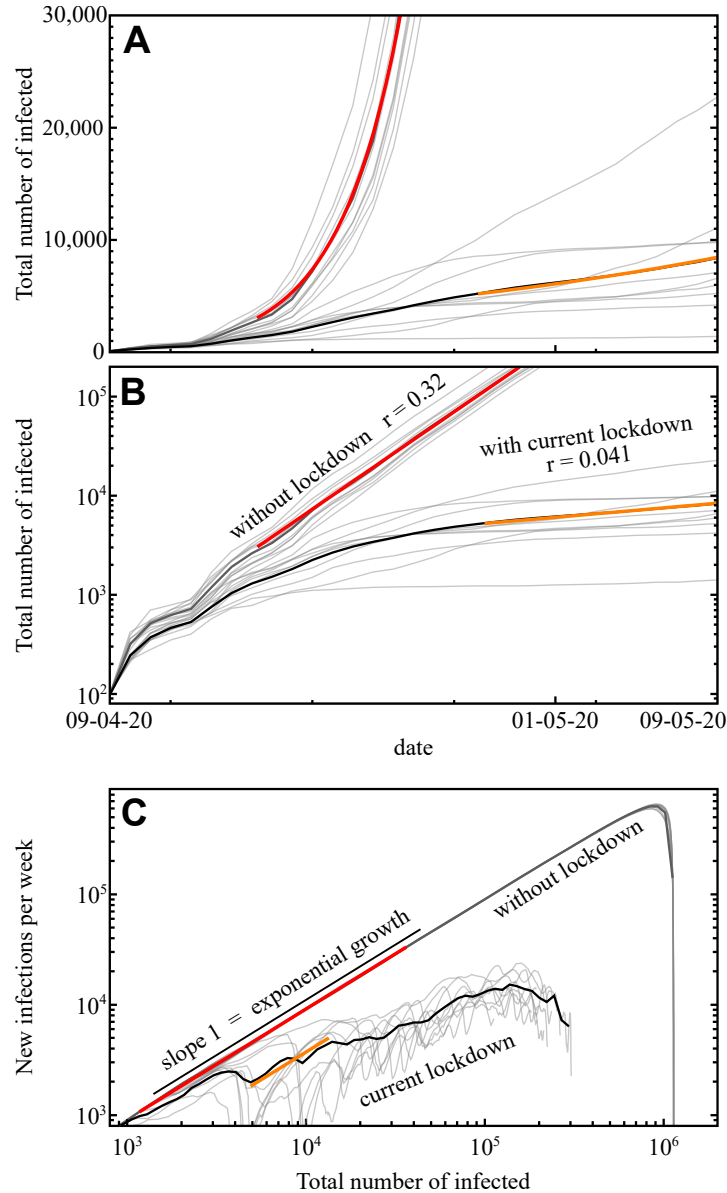 A
30,000
20,000
10,000
0
Total number of infected
B
10^5
10^4
10^3
10^2
Total number of infected
without lockdown r = 0.32
with current lockdown
r = 0.041
09-04-20
01-05-20
09-05-20
date
C
10^5
10^4
10^3
New infections per week
slope 1 = exponential growth
without lockdown
current lockdown
10^3
10^4
10^5
10^6
Total number of infected